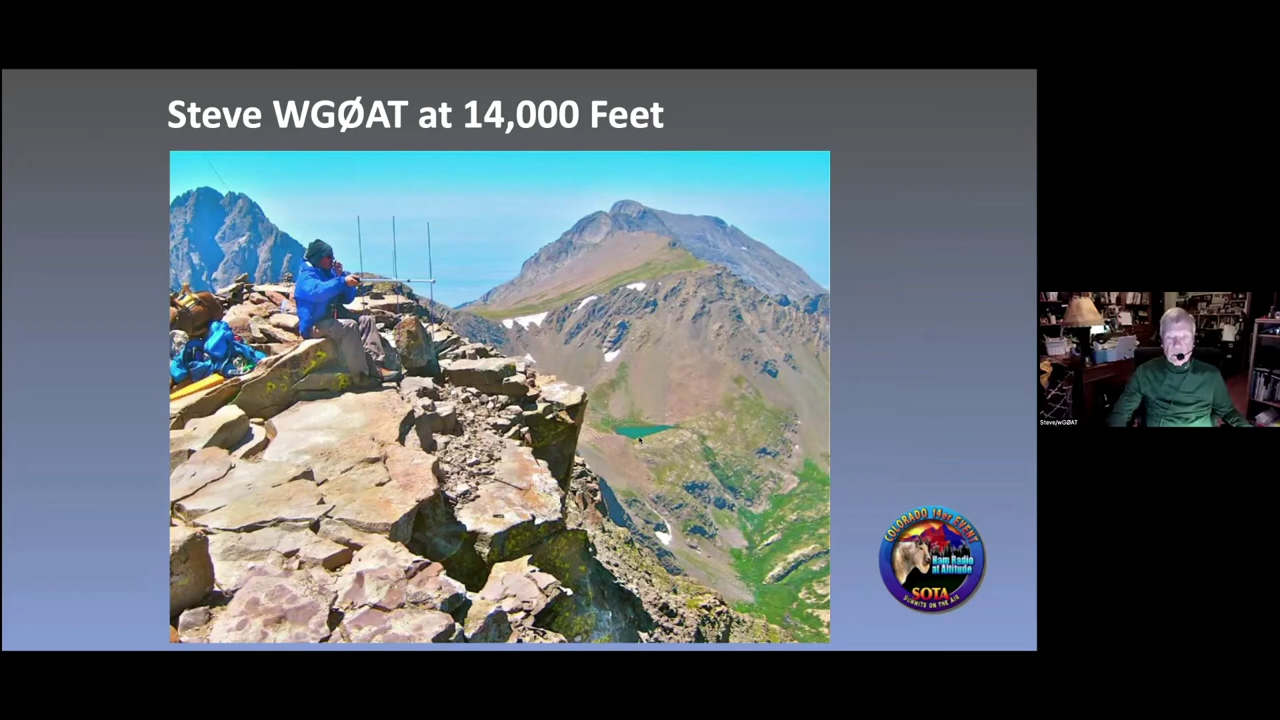 Steve WGØAT at 14,000 Feet
Steve/wGØAT
COLORADO 14er EVENT
Ham Radio
at Altitude
SOTA
SUMMITS ON THE AIR